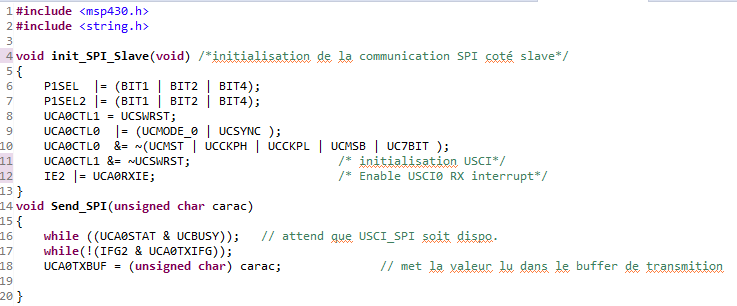 1 #include <msp430.h>
2 #include <string.h>
3
4 void init_SPI_Slave(void) /*initialisation de la communication SPI coté slave*/
5 {
6     P1SEL  |= (BIT1 | BIT2 | BIT4);
7     P1SEL2 |= (BIT1 | BIT2 | BIT4);
8     UCA0CTL1 = UCSWRST;
9     UCA0CTL0  |= (UCMODE_0 | UCSYNC );
10     UCA0CTL0  &= ~(UCMST | UCCKPH | UCCKPL | UCMSB | UC7BIT );
11     UCA0CTL1 &= ~UCSWRST;                     /* initialisation USCI*/
12     IE2 |= UCA0RXIE;                          /* Enable USCI0 RX interrupt*/
13 }
14 void Send_SPI(unsigned char carac)
15 {
16     while ((UCA0STAT & UCBUSY));   // attend que USCI_SPI soit dispo.
17     while(!(IFG2 & UCA0TXIFG));
18     UCA0TXBUF = (unsigned char) carac;              // met la valeur lu dans le buffer de transmition
19
20 }